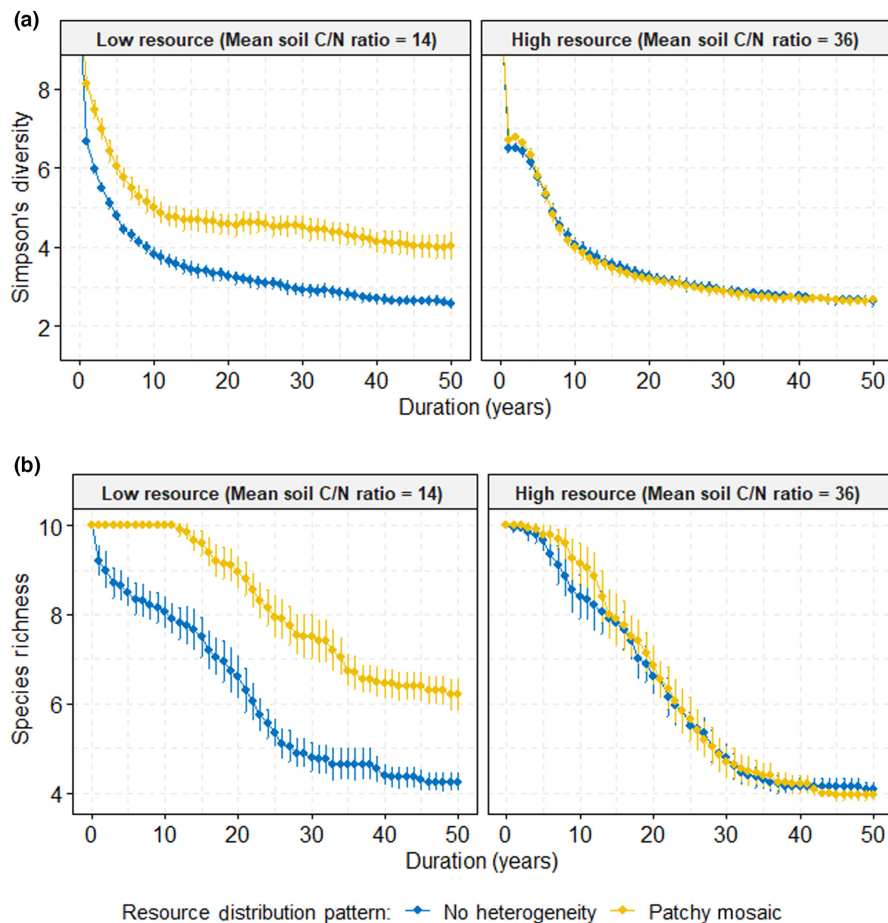 (a)
Low resource (Mean soil C/N ratio = 14)
High resource (Mean soil C/N ratio = 36)
Simpson's diversity
8
6
4
2
0 10 20 30 40 50
0 10 20 30 40 50
Duration (years)
(b)
Low resource (Mean soil C/N ratio = 14)
High resource (Mean soil C/N ratio = 36)
Species richness
10
8
6
4
0 10 20 30 40 50
0 10 20 30 40 50
Duration (years)
Resource distribution pattern: No heterogeneity Patchy mosaic